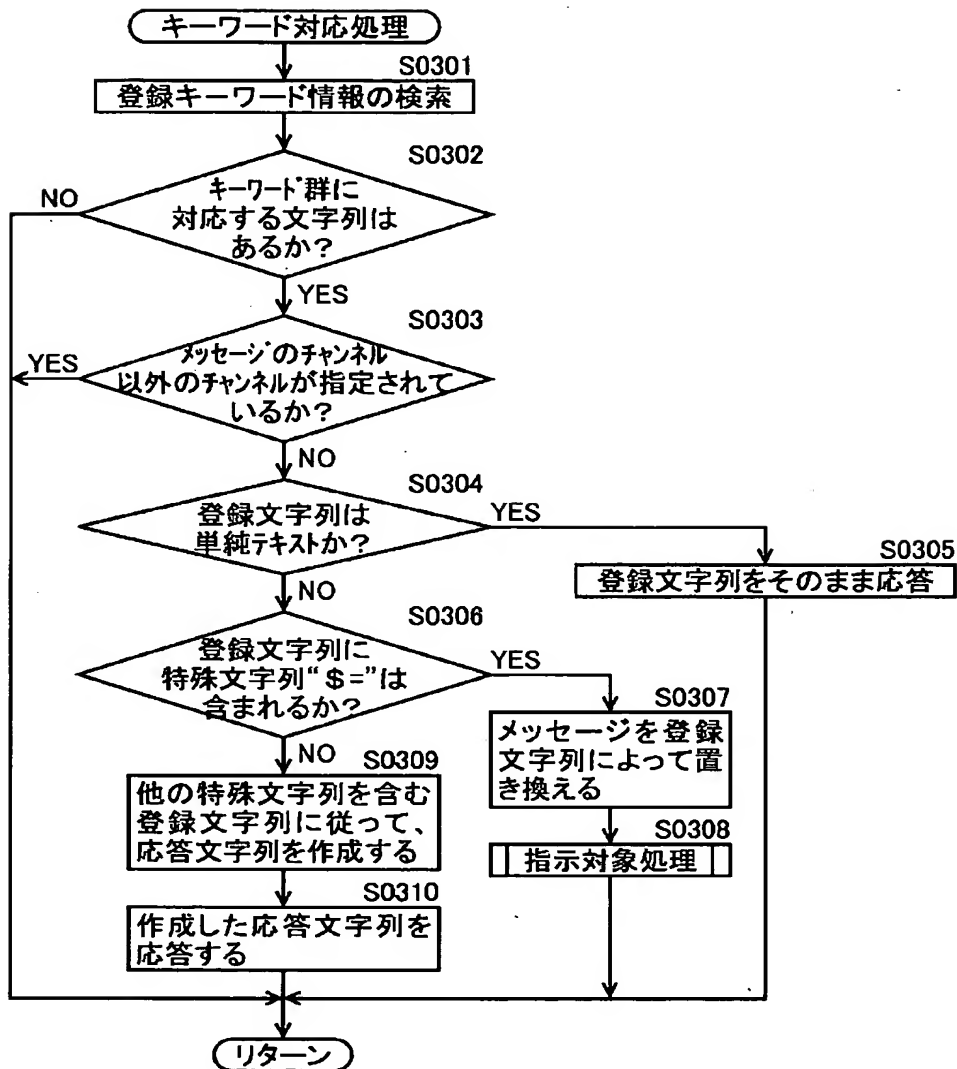 キーワード対応処理
S0301
登録キーワード情報の検索
S0302
キーワード群に
対応する文字列は
あるか?
NO
YES
S0303
メッセージのチャンネル
以外のチャンネルが指定されて
いるか?
YES
NO
S0304
登録文字列は
単純テキストか?
YES
S0305
登録文字列をそのまま応答
NO
S0306
登録文字列に
特殊文字列“$=”は
含まれるか?
YES
S0307
メッセージを登録
文字列によって置
き換える
S0308
指示対象処理
NO
S0309
他の特殊文字列を含む
登録文字列に従って、
応答文字列を作成する
S0310
作成した応答文字列を
応答する
リターン